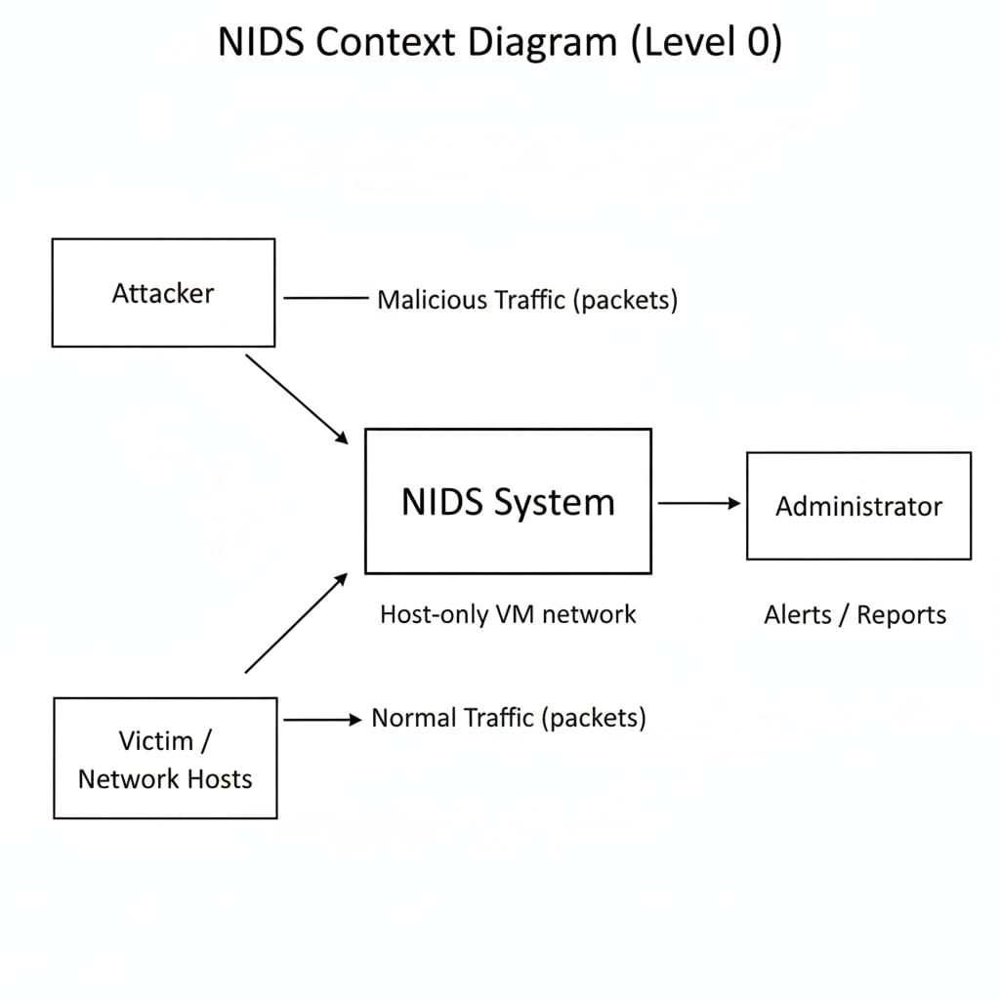 NIDS Context Diagram (Level 0)
Attacker
Malicious Traffic (packets)
NIDS System
Administrator
Host-only VM network
Alerts / Reports
Victim /
Network Hosts
Normal Traffic (packets)